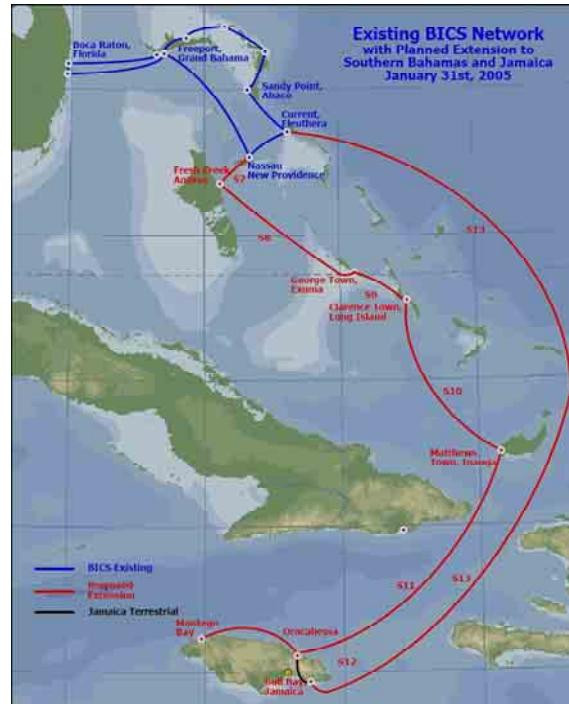 Existing BICS Network
with Planned Extension to
Southern Bahamas and Jamaica
January 31st, 2005
Boca Raton,
Florida
Freeport,
Grand Bahama
Sandy Point,
Abaco
Current,
Eleuthera
Nassau
New Providence
Fresh Creek
Andros
S7
S8
S13
George Town,
Exuma
S9
Clarence Town,
Long Island
S10
Matthews
Town, Inagua
BICS Existing
Proposed
Extension
Jamaica Terrestrial
S11
S13
Montego
Bay
Ocracabessa
S12
Bull Bay
Jamaica